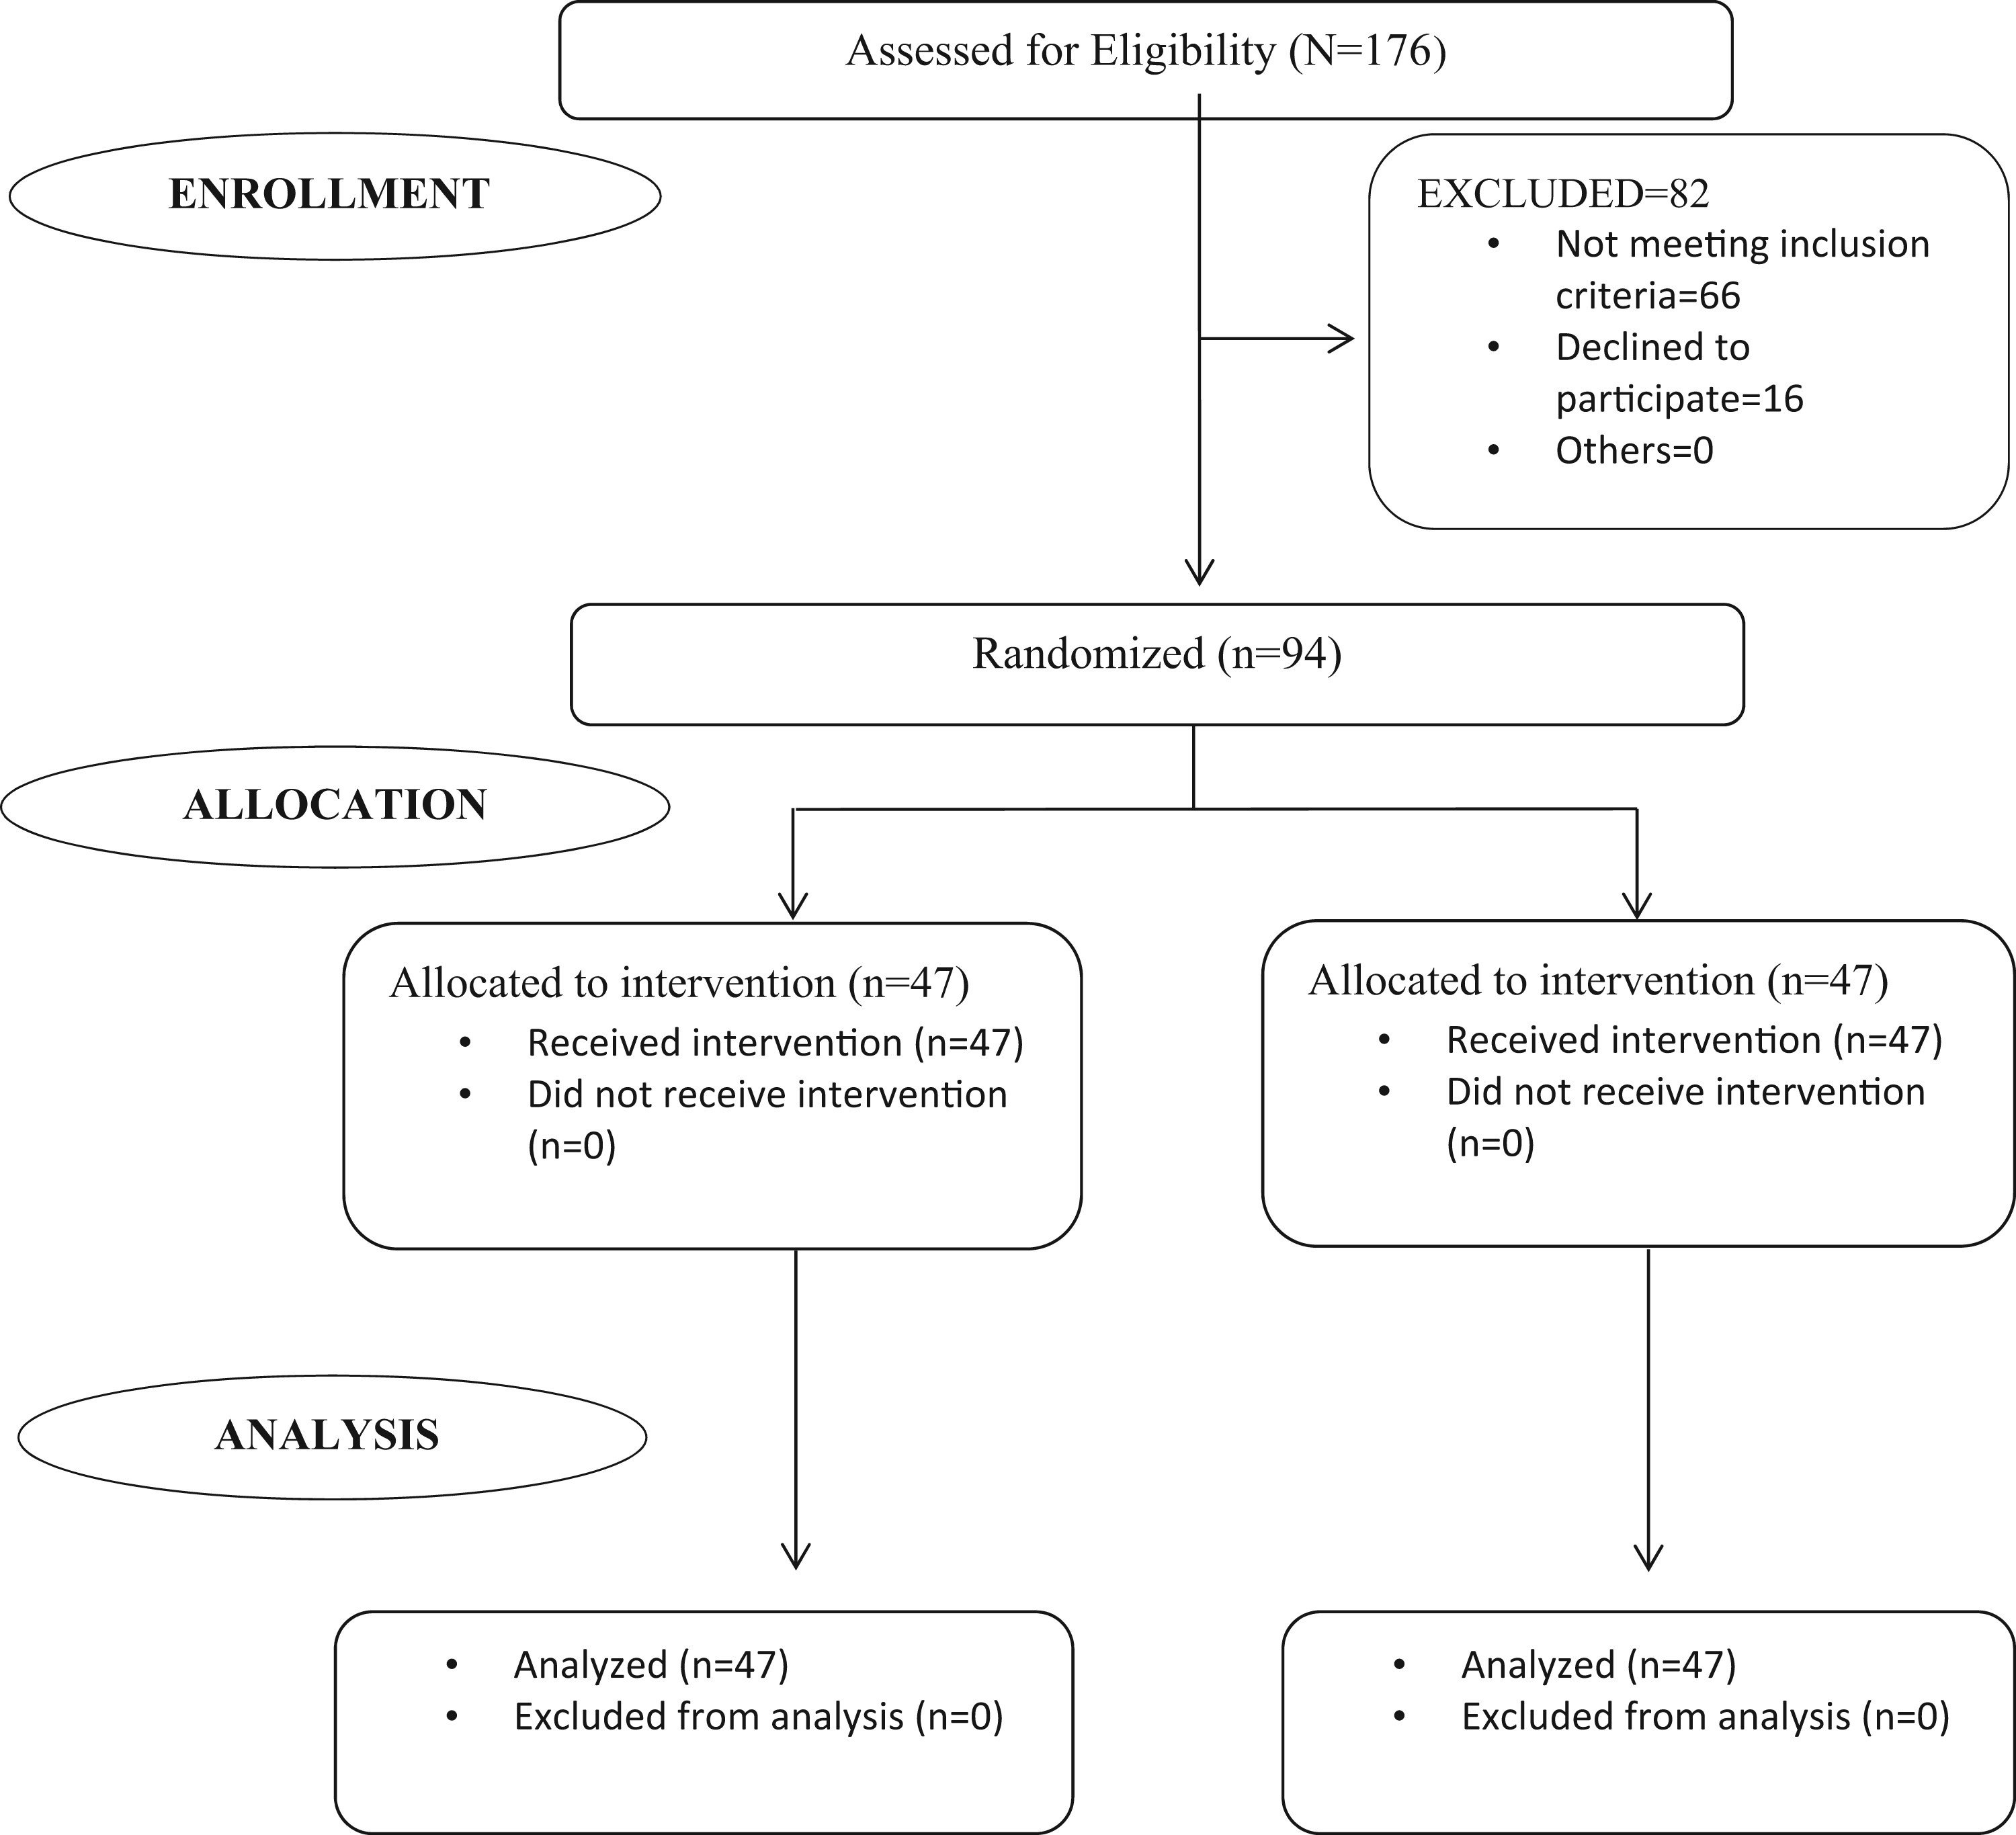 Assessed for Eligibility (N=176)
ENROLLMENT
EXCLUDED=82
• Not meeting inclusion
criteria=66
• Declined to
participate=16
• Others=0
Randomized (n=94)
ALLOCATION
Allocated to intervention (n=47)
• Received intervention (n=47)
• Did not receive intervention
(n=0)
Allocated to intervention (n=47)
• Received intervention (n=47)
• Did not receive intervention
(n=0)
ANALYSIS
• Analyzed (n=47)
• Excluded from analysis (n=0)
• Analyzed (n=47)
• Excluded from analysis (n=0)